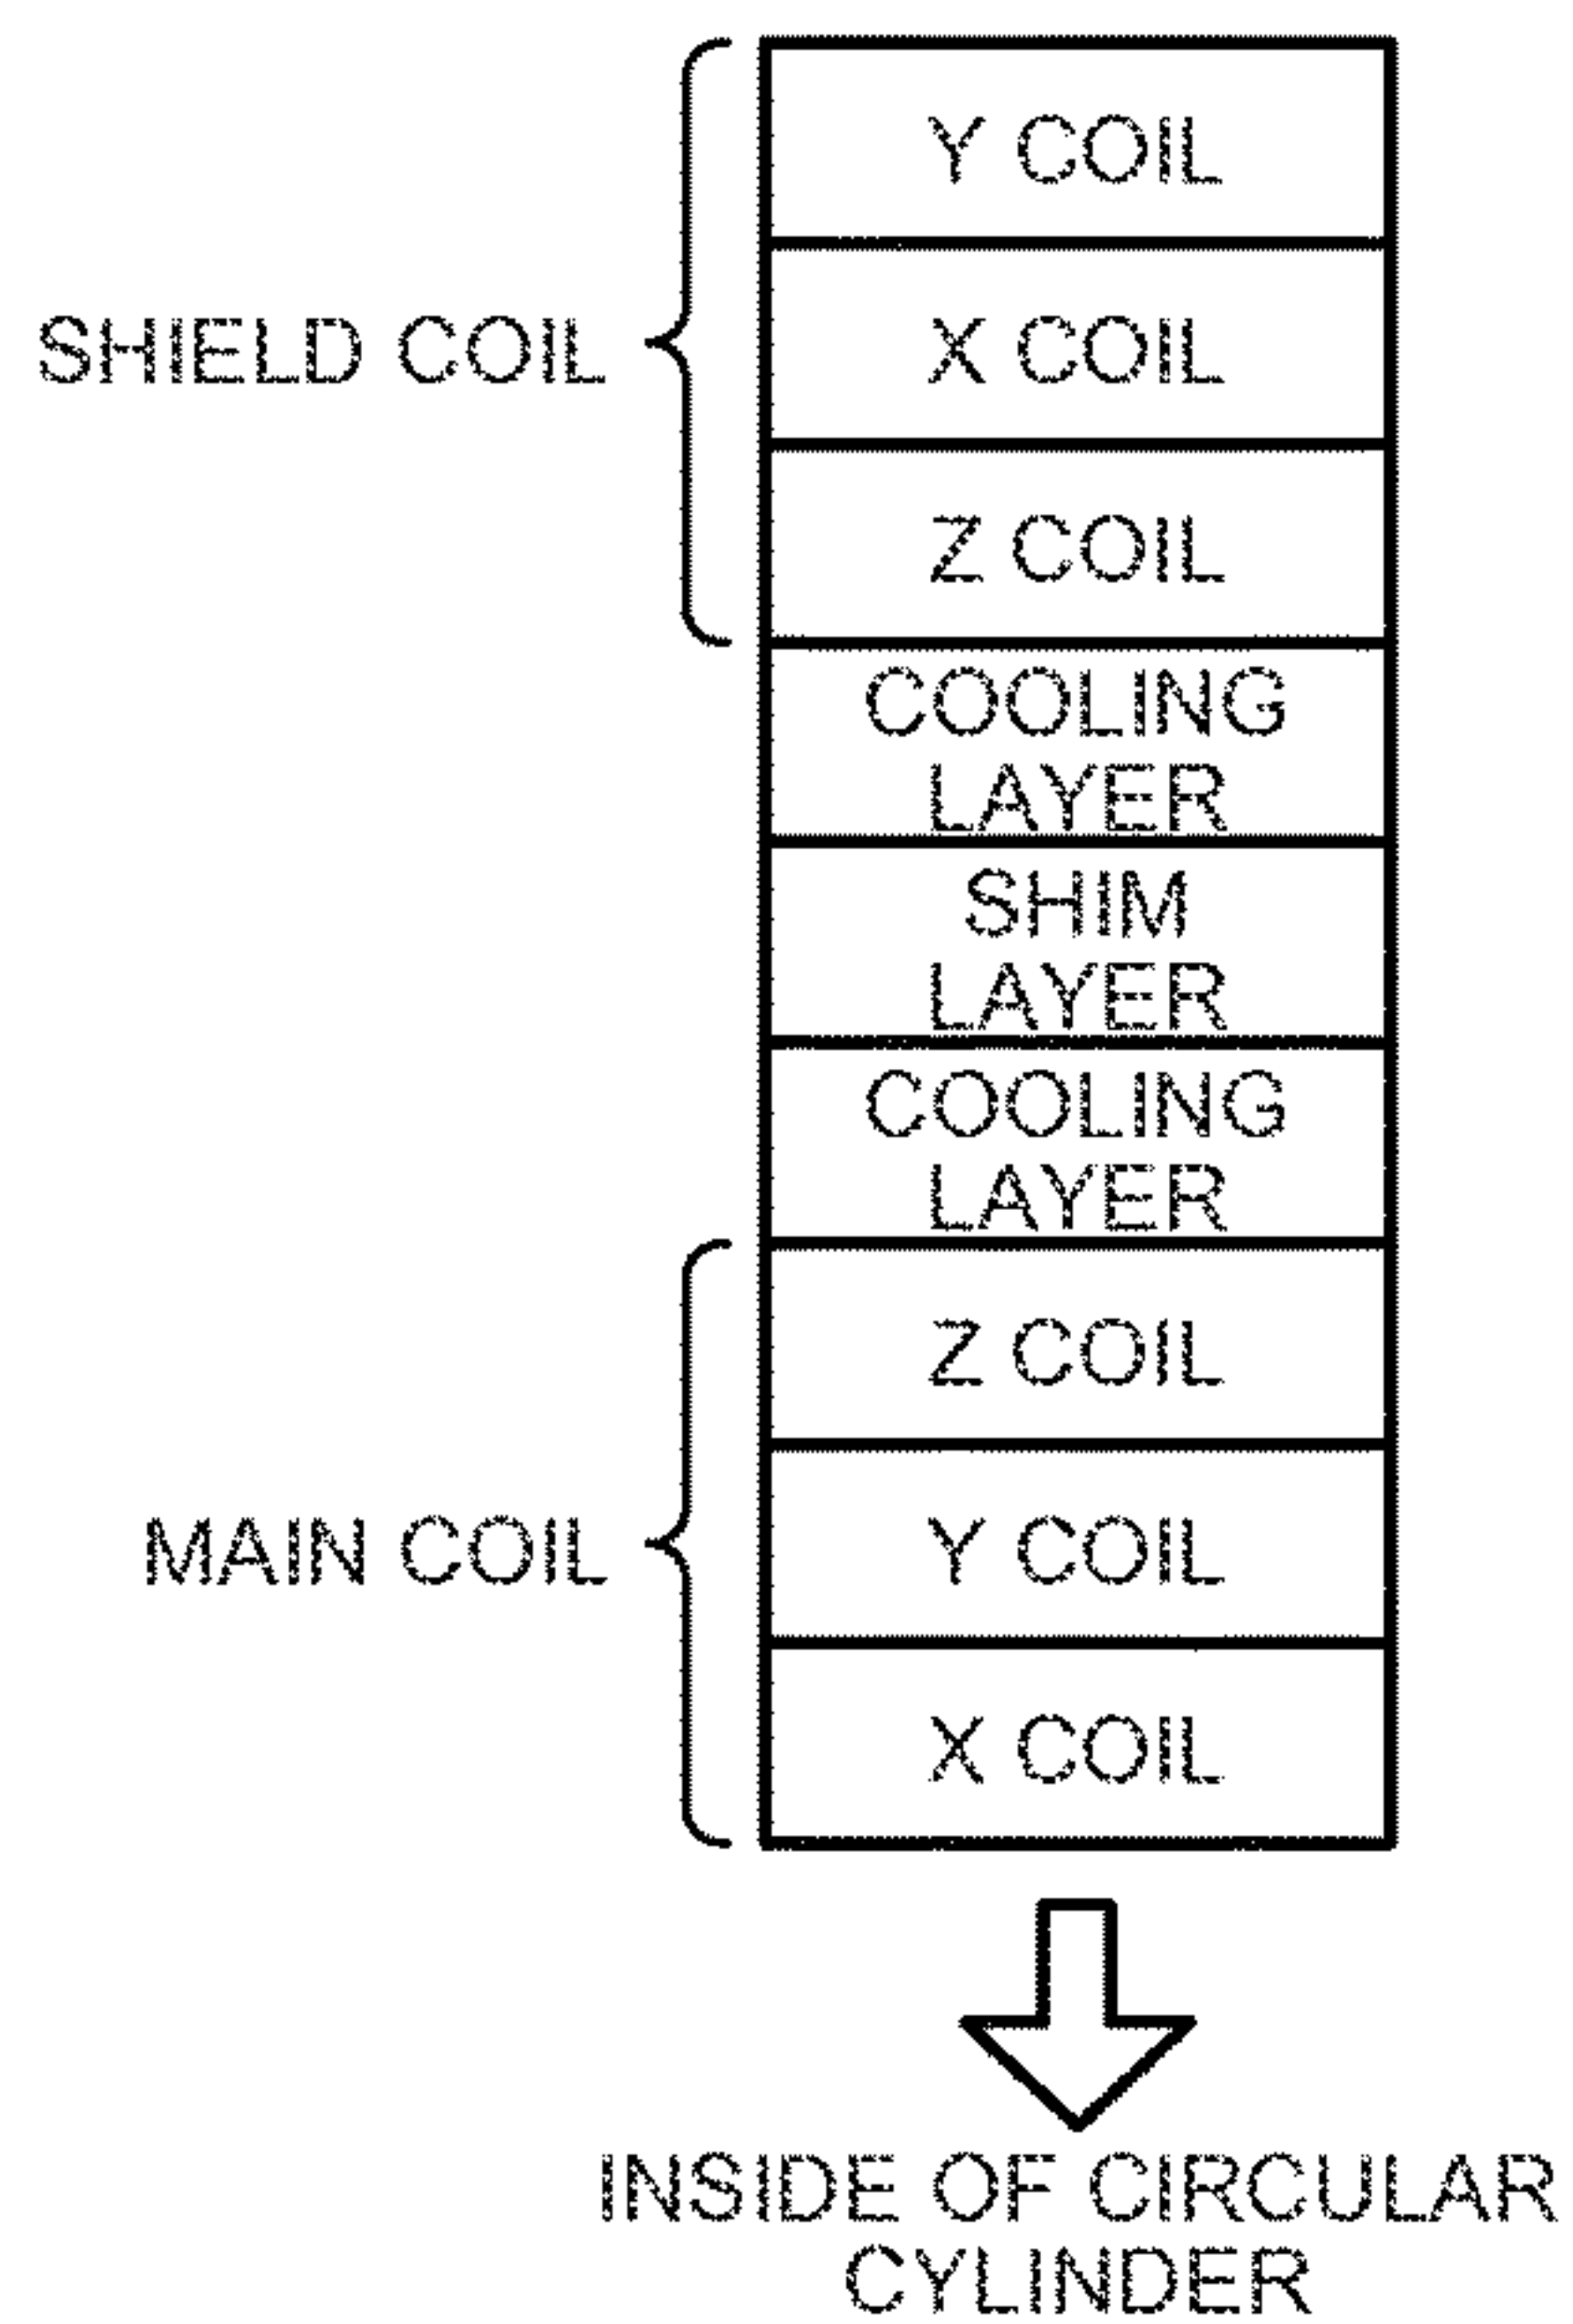 Y COIL
SHIELD COIL
X COIL
Z COIL
COOLING
LAYER
SHIM
LAYER
COOLING
LAYER
Z COIL
MAIN COIL
Y COIL
X COIL
INSIDE OF CIRCULAR
CYLINDER